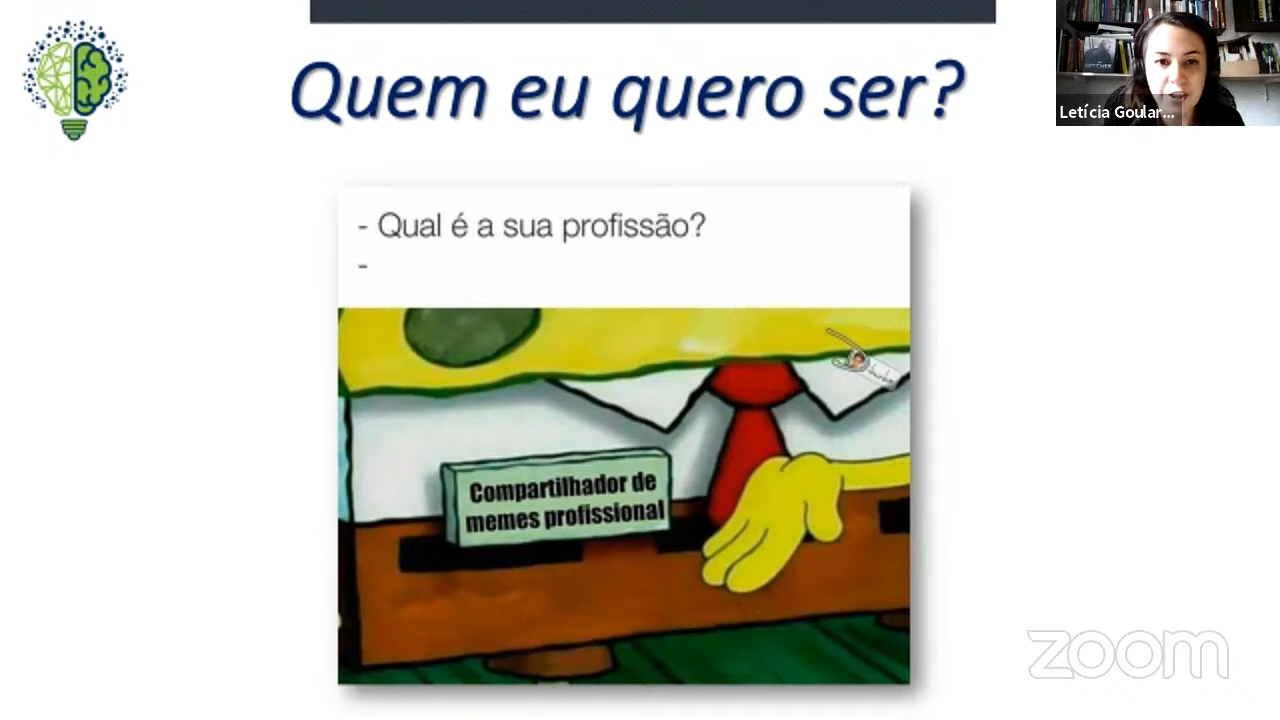 Quem eu quero ser?
Letícia Goular...
- Qual é a sua profissão?
-
Compartilhador de
memes profissional
zoom